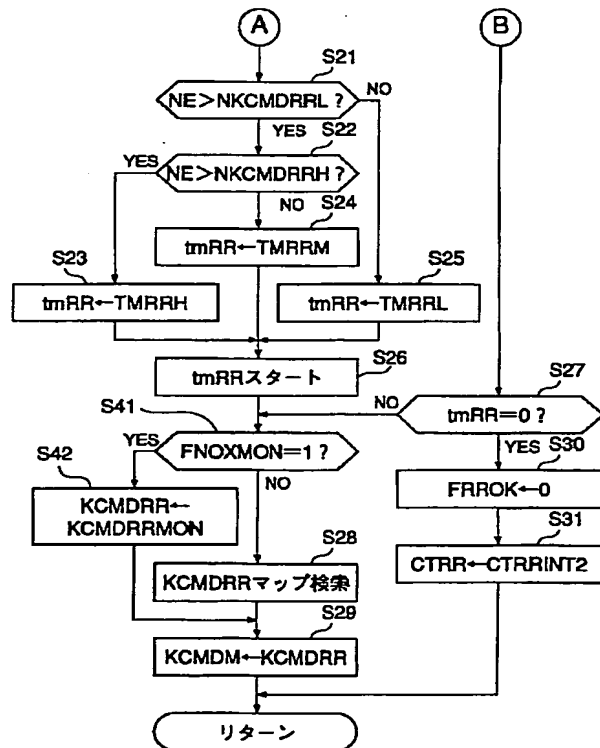 A
B
S21
NE>NKCMDRRL ?
NO
YES
S22
YES
NE>NKCMDRRH ?
NO
S24
tmRR←TMRRM
S23
tmRR←TMRRH
S25
tmRR←TMRRL
S26
tmRRスタート
S27
NO
tmRR=0 ?
YES
S41
YES
FNOXMON=1 ?
NO
S42
KCMDRR←
KCMDRRMON
S30
FRROK←0
S31
CTRR←CTRRINT2
S28
KCMDRRマップ検索
S29
KCMDM←KCMDRR
リターン